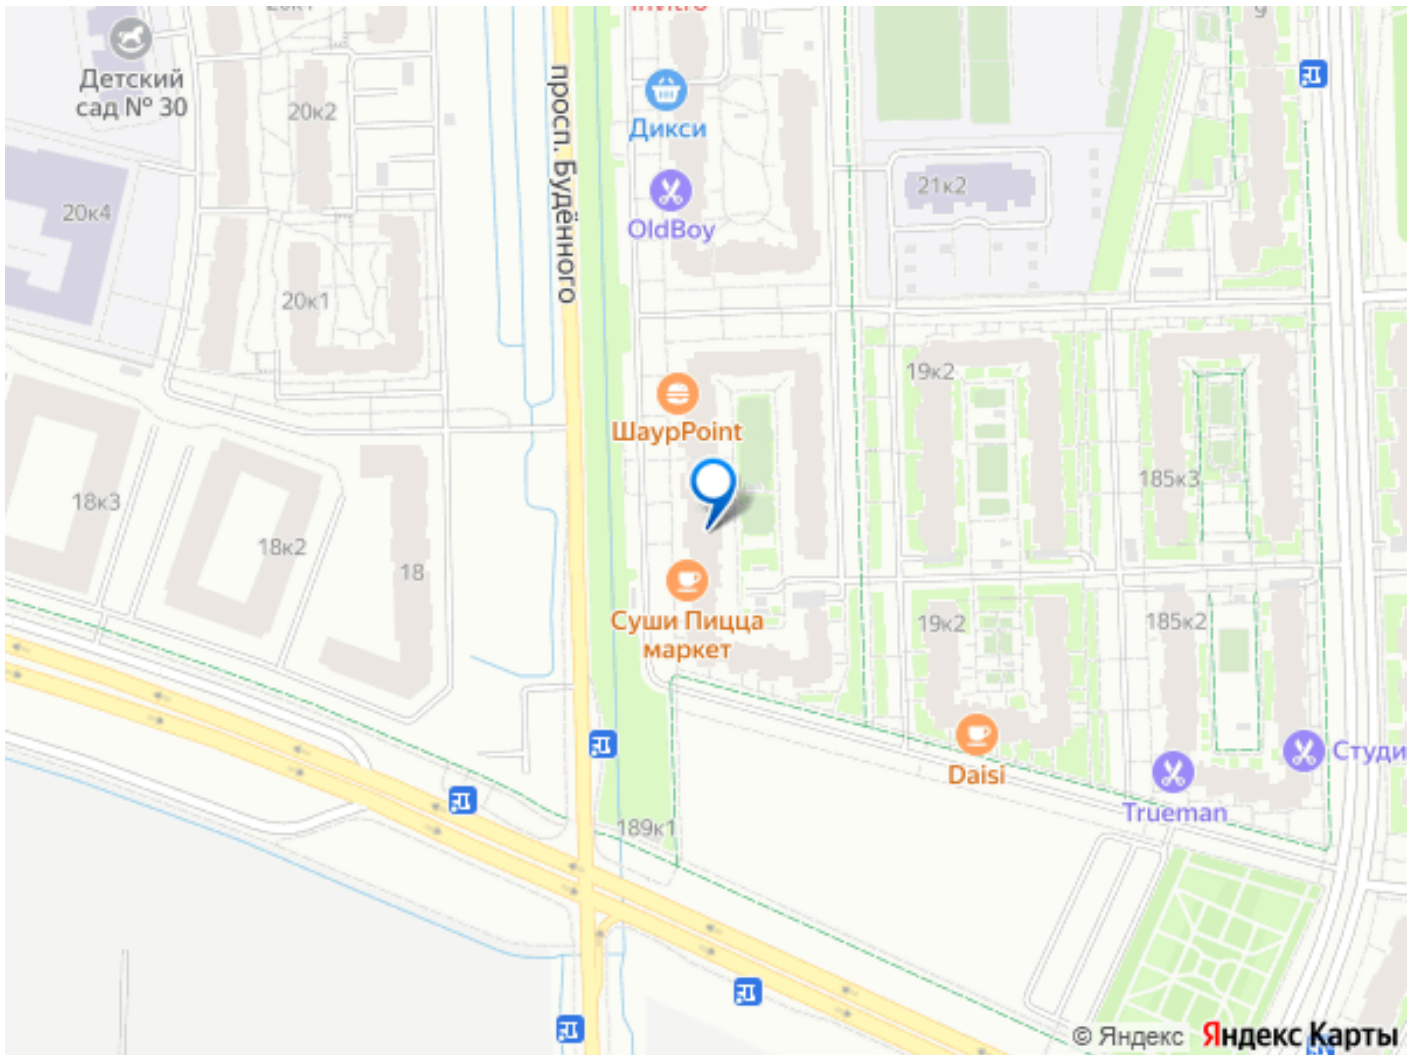 Детский
сад № 30
20к2
Дикси
просп. Будённого
20к4
21к2
OldBoy
20к1
19к2
ШаурPoint
185к3
18к3
18к2
18
Суши Пицца
маркет
19к2
185к2
Daisi
Студи
Trueman
189к1
© Яндекс Яндекс Карты